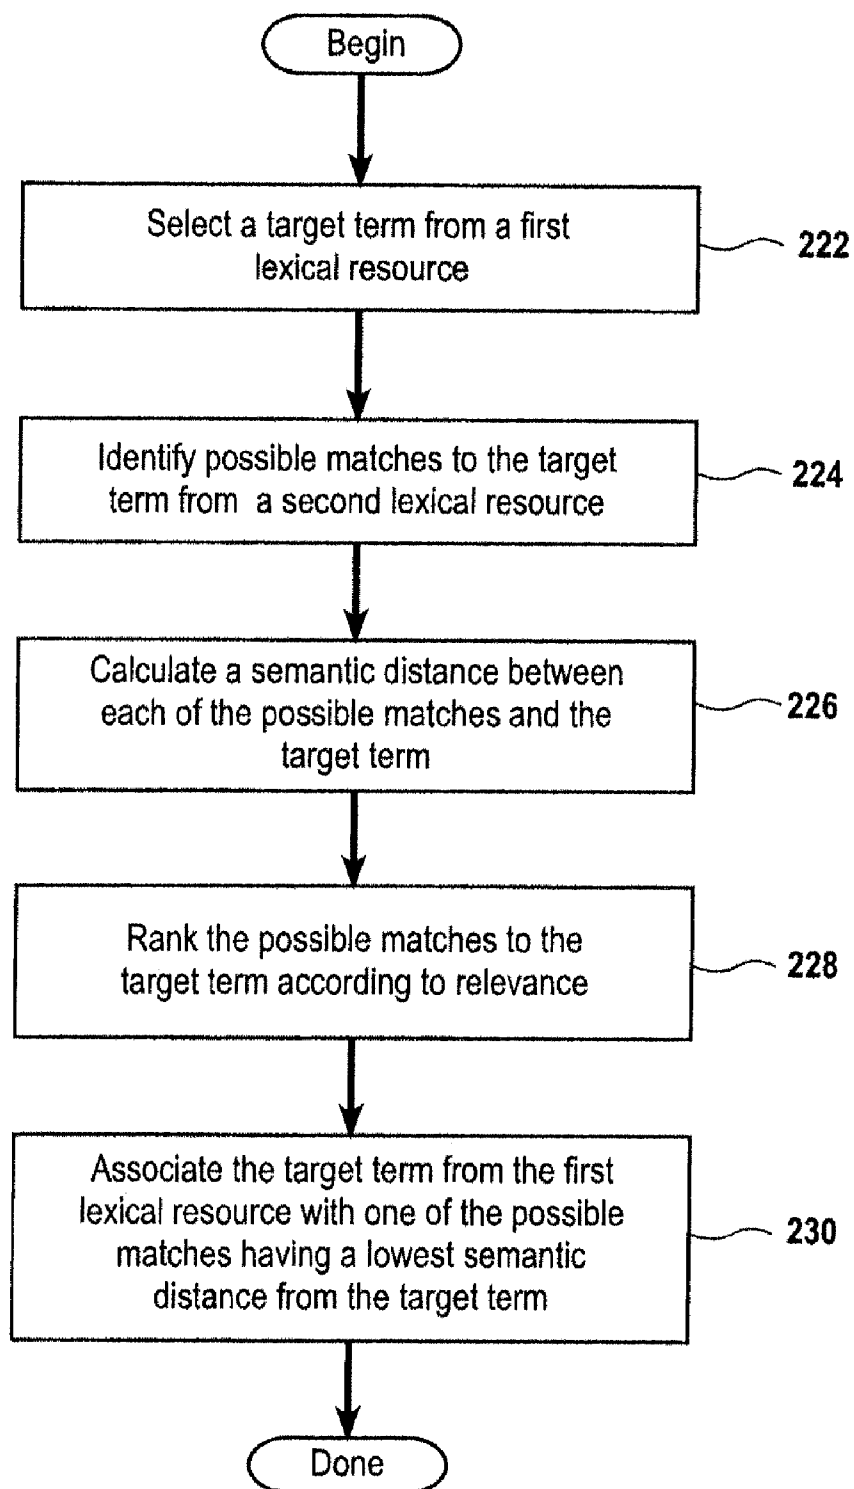 Begin
Select a target term from a first
lexical resource
222
Identify possible matches to the target
term from a second lexical resource
224
Calculate a semantic distance between
each of the possible matches and the
target term
226
Rank the possible matches to the
target term according to relevance
228
Associate the target term from the first
lexical resource with one of the possible
matches having a lowest semantic
distance from the target term
230
Done